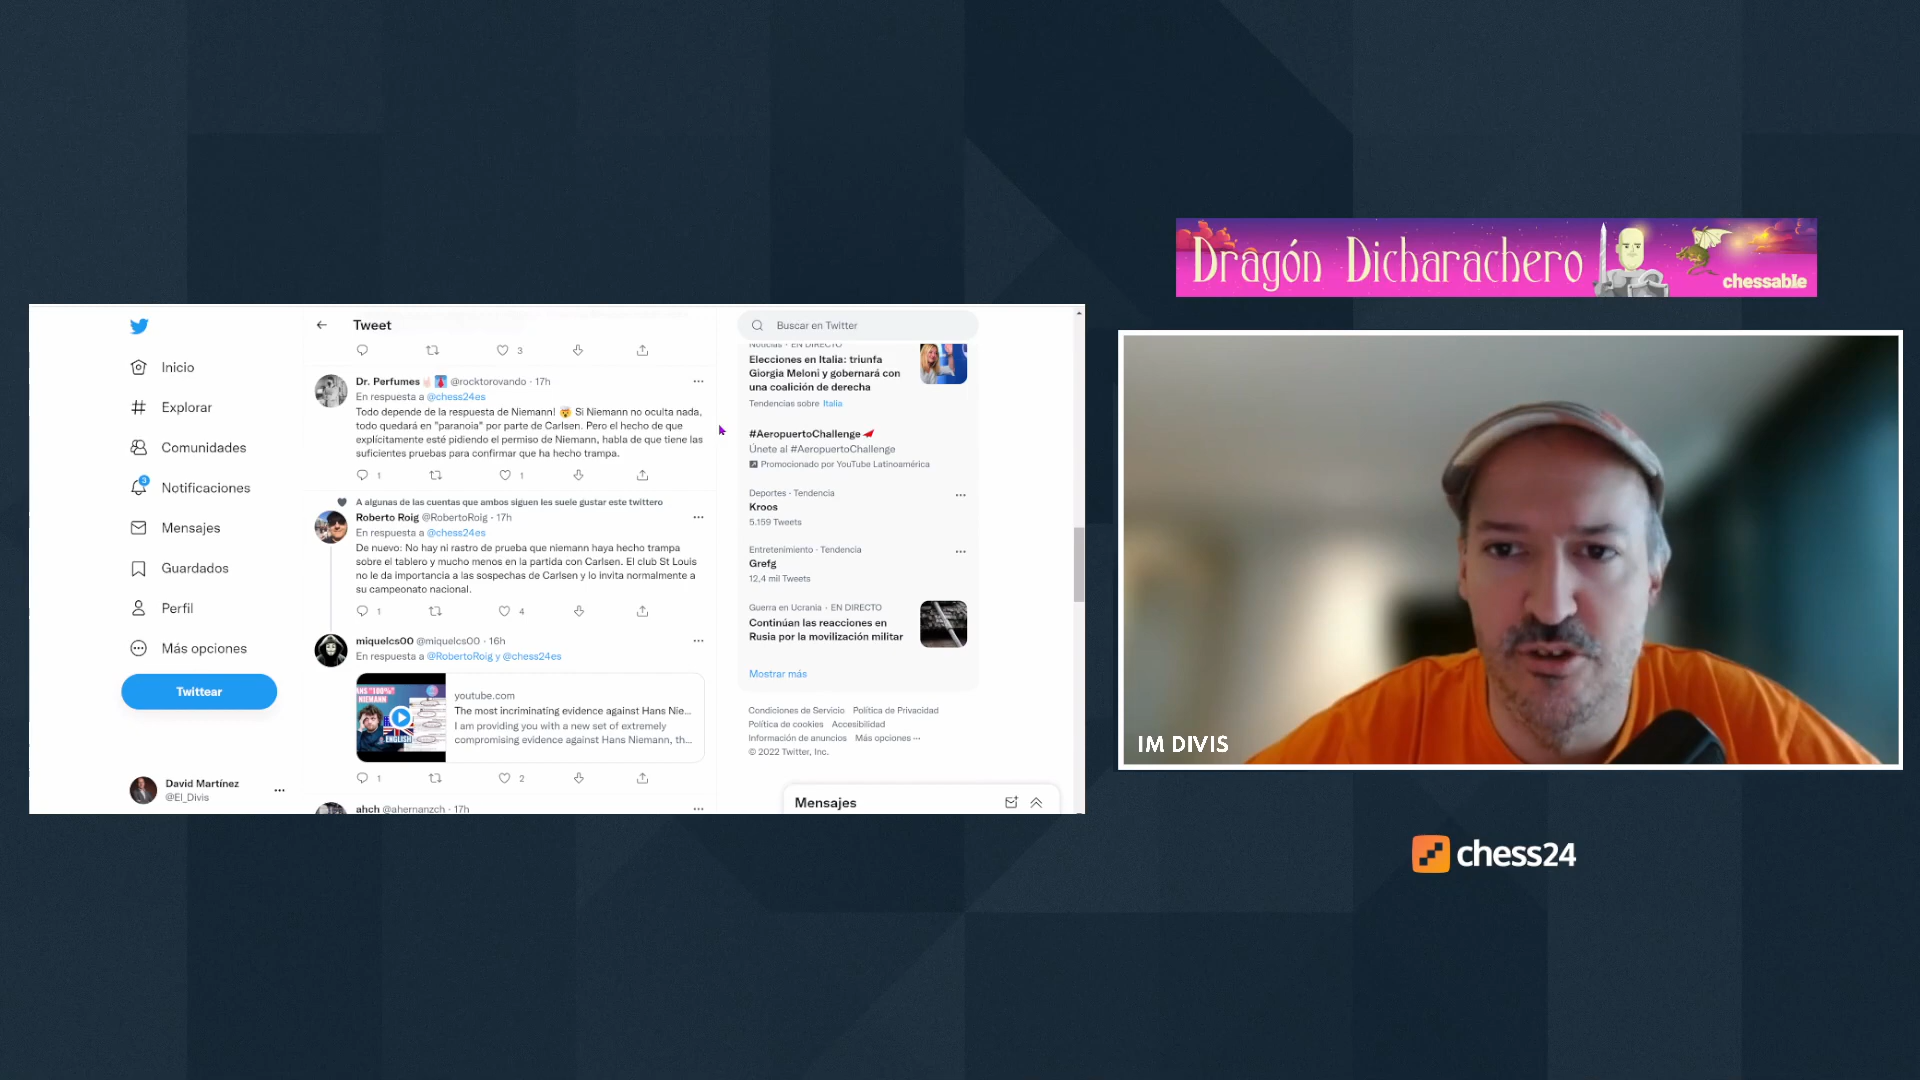 Tweet
3
Dr. Perfumes @rocktorovando · 17h
En respuesta a @chess24es
Todo depende de la respuesta de Niemann! 🤯 Si Niemann no oculta nada,
todo quedará en "paranoia" por parte de Carlsen. Pero el hecho de que
explícitamente esté pidiendo el permiso de Niemann, habla de que tiene las
suficientes pruebas para confirmar que ha hecho trampa.
1
1
A algunas de las cuentas que ambos siguen les suele gustar este twittero
Roberto Roig @RobertoRoig · 17h
En respuesta a @chess24es
De nuevo: No hay ni rastro de prueba que niemann haya hecho trampa
sobre el tablero y mucho menos en la partida con Carlsen. El club St Louis
no le da importancia a las sospechas de Carlsen y lo invita normalmente a
su campeonato nacional.
1
4
miquelcs00 @miquelcs00 · 16h
En respuesta a @RobertoRoig y @chess24es
ANS "100%"
NIEMANN
ENGLISH
youtube.com
The most incriminating evidence against Hans Nie...
I am providing you with a new set of extremely
compromising evidence against Hans Niemann, th...
1
2
ahch @ahernanzch · 17h
Inicio
Explorar
Comunidades
3
Notificaciones
Mensajes
Guardados
Perfil
Más opciones
Twittear
David Martínez
@El_Divis
Buscar en Twitter
Noticias · EN DIRECTO
Elecciones en Italia: triunfa
Giorgia Meloni y gobernará con
una coalición de derecha
Tendencias sobre Italia
#AeropuertoChallenge
Únete al #AeropuertoChallenge
Promocionado por YouTube Latinoamérica
Deportes · Tendencia
Kroos
5.159 Tweets
Entretenimiento · Tendencia
Grefg
12,4 mil Tweets
Guerra en Ucrania · EN DIRECTO
Continúan las reacciones en
Rusia por la movilización militar
Mostrar más
Condiciones de Servicio Política de Privacidad
Política de cookies Accesibilidad
Información de anuncios Más opciones ···
© 2022 Twitter, Inc.
Mensajes
Dragón Dicharachero
chessable
IM DIVIS
chess24